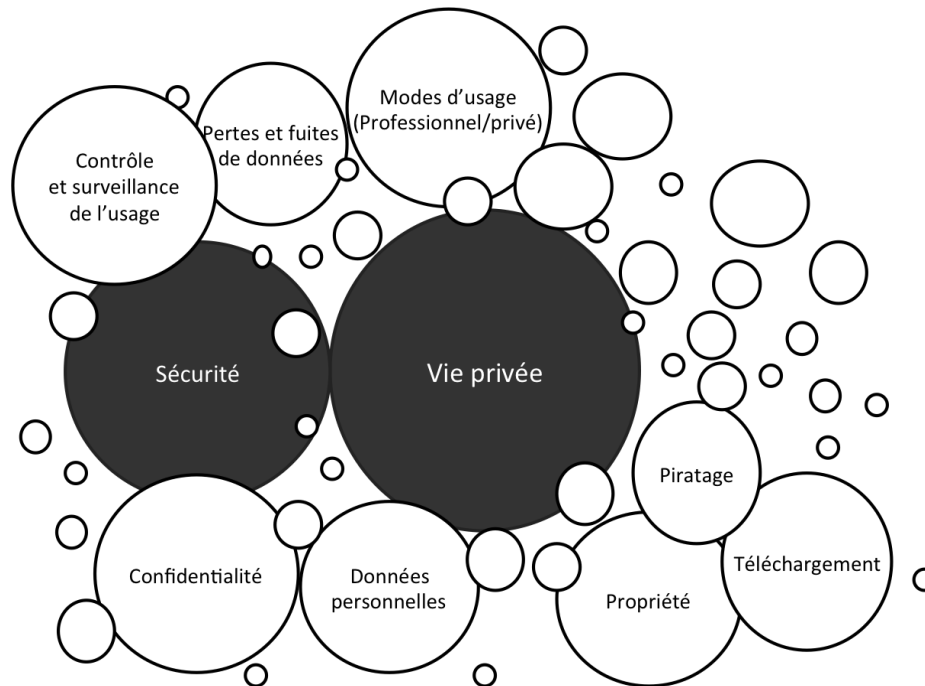 Modes d’usage
(Professionnel/privé)
Pertes et fuites
de données
Contrôle
et surveillance
de l’usage
Sécurité
Vie privée
Piratage
Confidentialité
Données
personnelles
Propriété
Téléchargement